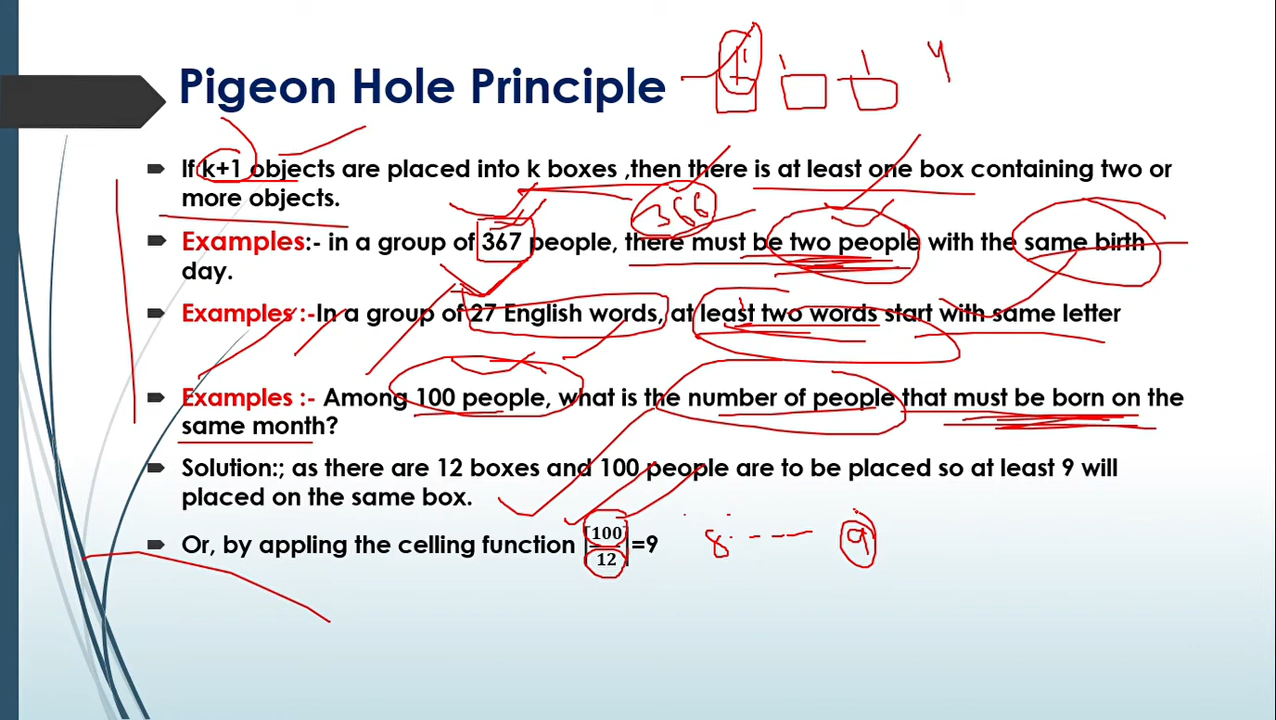 Pigeon Hole Principle
4
If k+1 objects are placed into k boxes ,then there is at least one box containing two or
more objects.
366
Examples:- in a group of 367 people, there must be two people with the same birth
day.
Examples :-In a group of 27 English words, at least two words start with same letter
Examples :- Among 100 people, what is the number of people that must be born on the
same month?
Solution:; as there are 12 boxes and 100 people are to be placed so at least 9 will
placed on the same box.
Or, by appling the celling function ⌈100/12⌉=9 8.---- 9